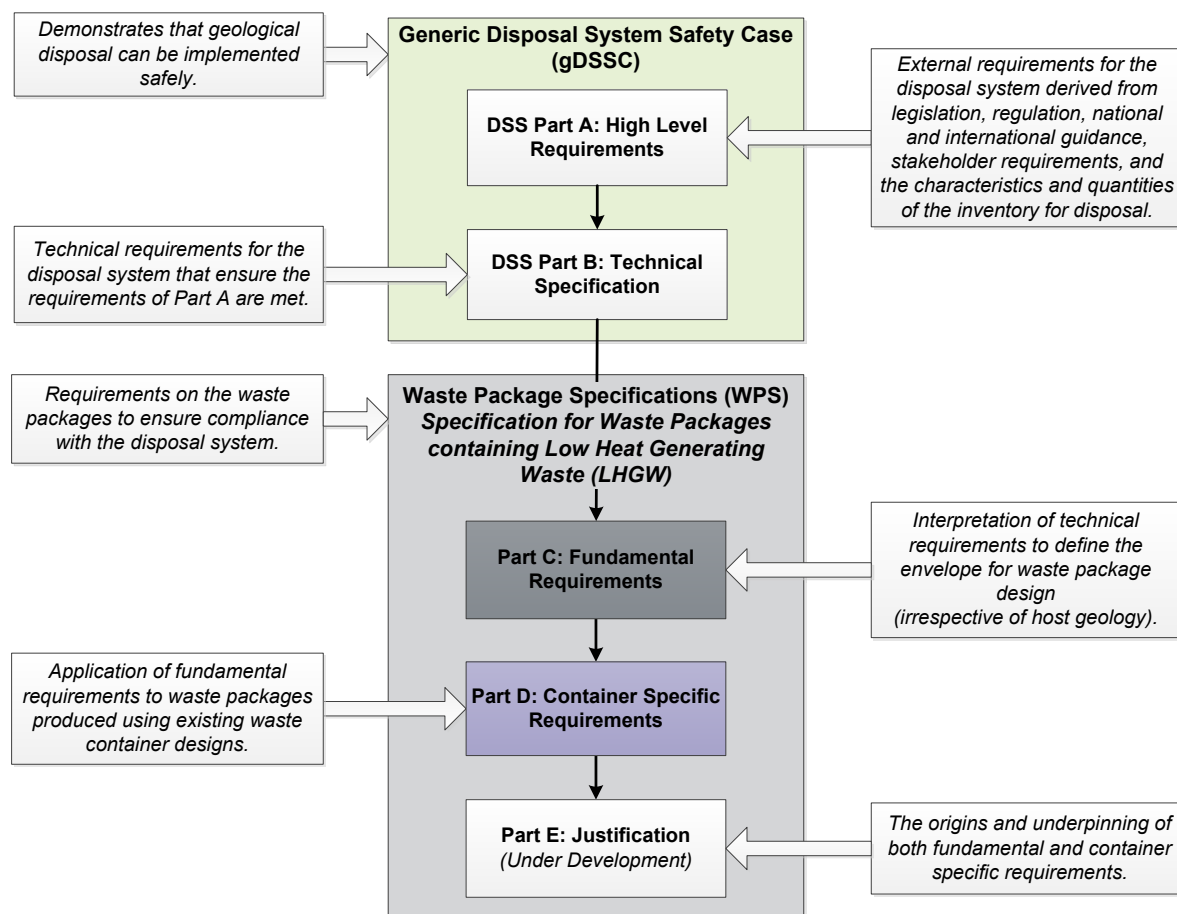 Demonstrates that geological
disposal can be implemented
safely.
Generic Disposal System Safety Case
(gDSSC)
DSS Part A: High Level
Requirements
External requirements for the
disposal system derived from
legislation, regulation, national
and international guidance,
stakeholder requirements, and
the characteristics and quantities
of the inventory for disposal.
Technical requirements for the
disposal system that ensure the
requirements of Part A are met.
DSS Part B: Technical
Specification
Requirements on the waste
packages to ensure compliance
with the disposal system.
Waste Package Specifications (WPS)
Specification for Waste Packages
containing Low Heat Generating
Waste (LHGW)
Part C: Fundamental
Requirements
Interpretation of technical
requirements to define the
envelope for waste package
design
(irrespective of host geology).
Application of fundamental
requirements to waste packages
produced using existing waste
container designs.
Part D: Container Specific
Requirements
Part E: Justification
(Under Development)
The origins and underpinning of
both fundamental and container
specific requirements.